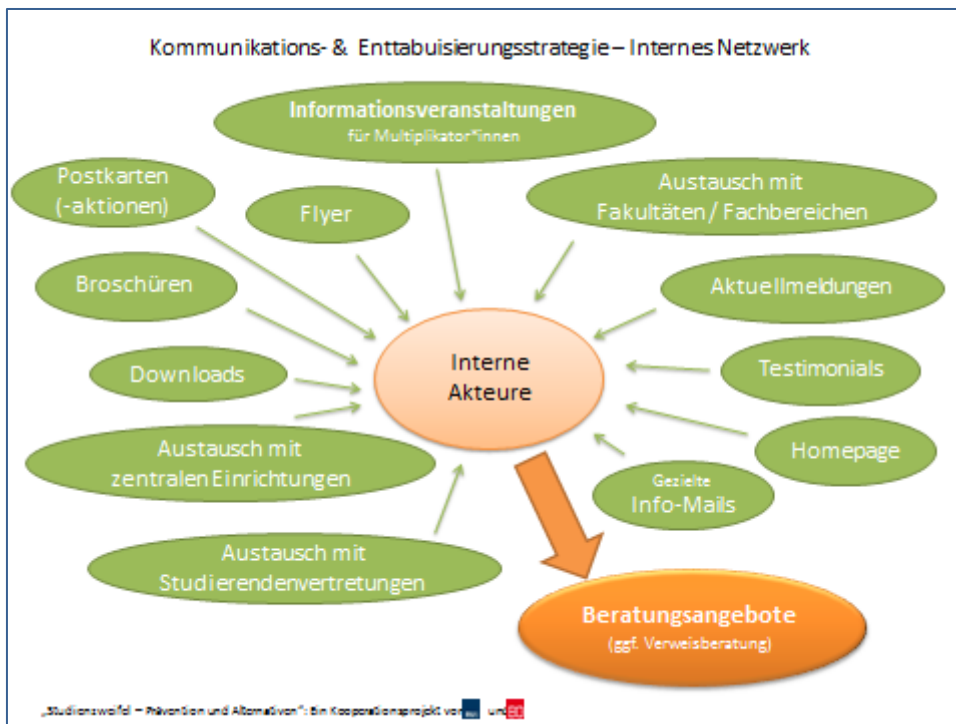 Kommunikations- & Enttabuisierungsstrategie – Internes Netzwerk
Informationsveranstaltungen
für Multiplikator*innen
Postkarten
(-aktionen)
Flyer
Austausch mit
Fakultäten / Fachbereichen
Broschüren
Aktuellmeldungen
Interne
Akteure
Downloads
Testimonials
Austausch mit
zentralen Einrichtungen
Homepage
Gezielte
Info-Mails
Austausch mit
Studierendenvertretungen
Beratungsangebote
(ggf. Verweisberatung)
„Studienzweifel – Prävention und Alternativen“: Ein Kooperationsprojekt von und